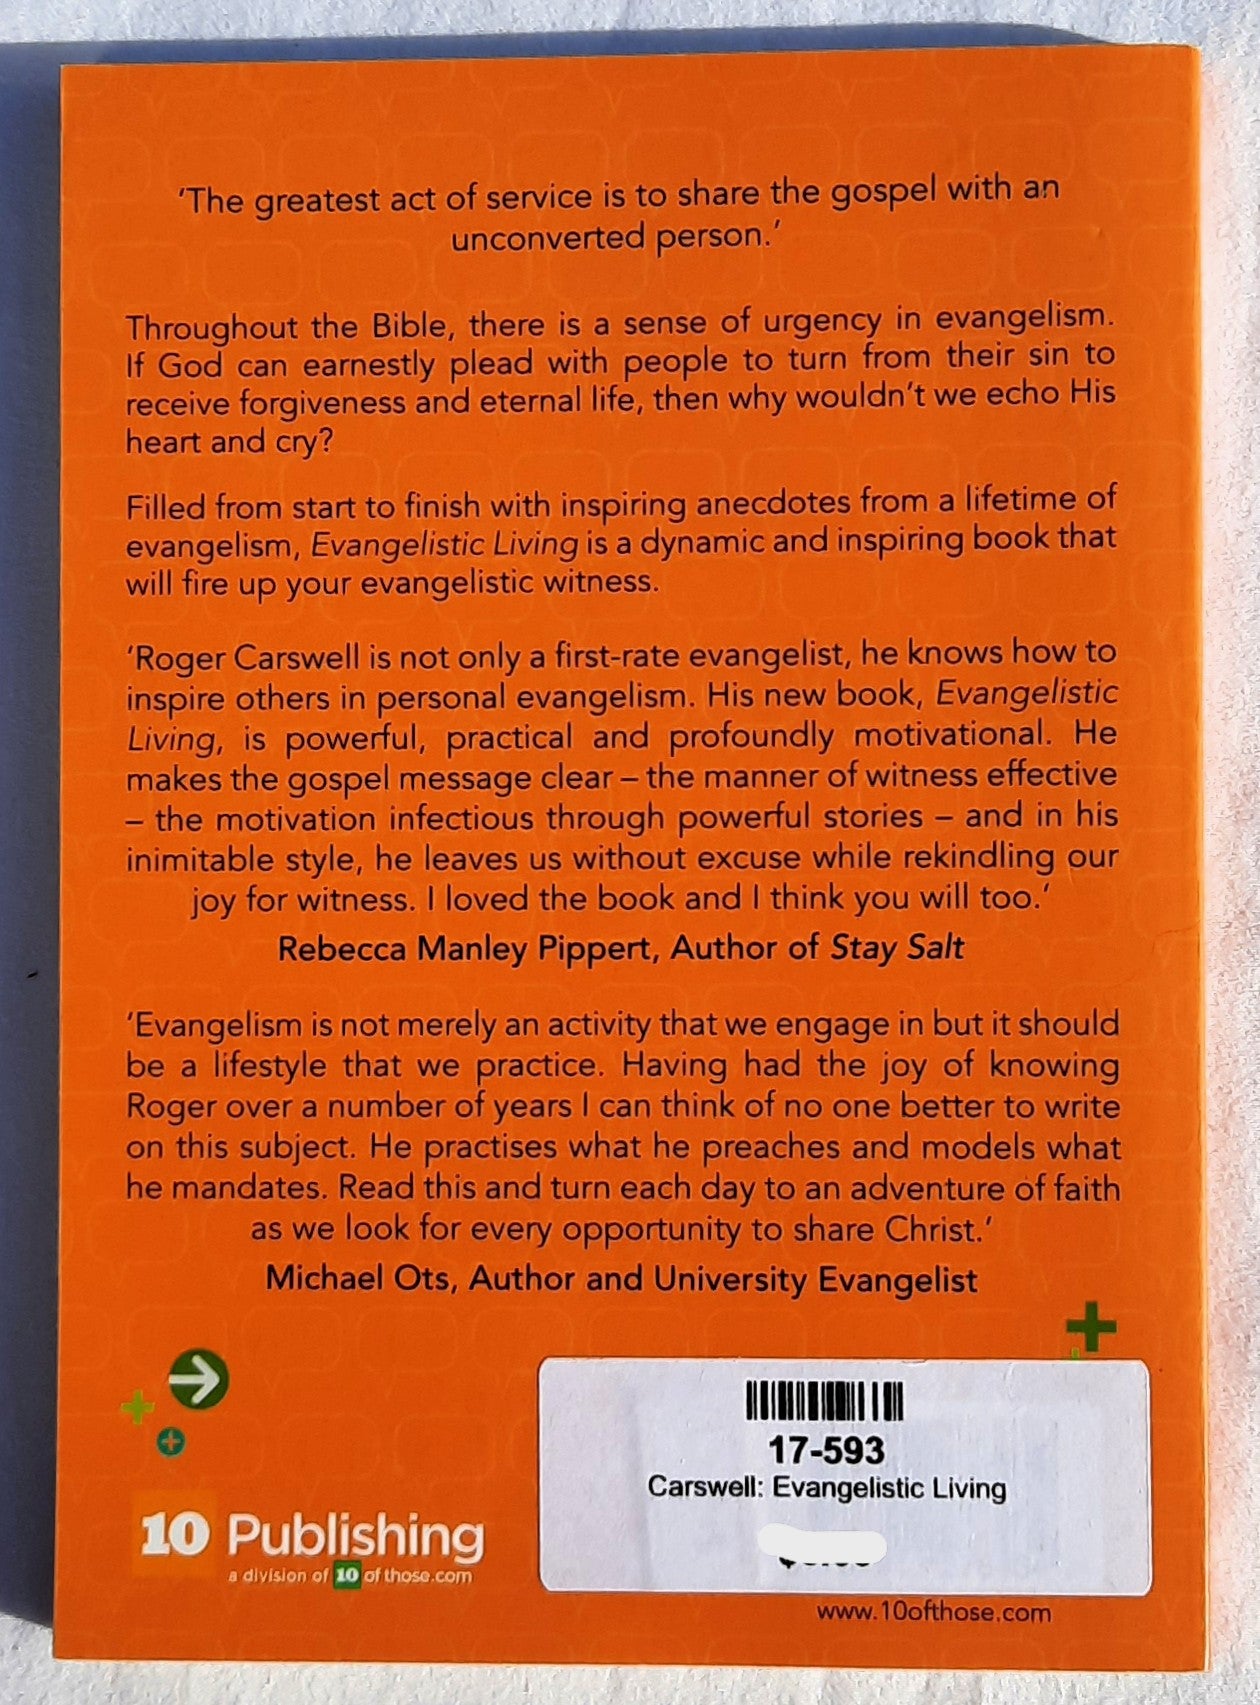 'The greatest act of service is to share the gospel with an
unconverted person.'
Throughout the Bible, there is a sense of urgency in evangelism.
If God can earnestly plead with people to turn from their sin to
receive forgiveness and eternal life, then why wouldn't we echo His
heart and cry?
Filled from start to finish with inspiring anecdotes from a lifetime of
evangelism, Evangelistic Living is a dynamic and inspiring book that
will fire up your evangelistic witness.
'Roger Carswell is not only a first-rate evangelist, he knows how to
inspire others in personal evangelism. His new book, Evangelistic
Living, is powerful, practical and profoundly motivational. He
makes the gospel message clear – the manner of witness effective
– the motivation infectious through powerful stories – and in his
inimitable style, he leaves us without excuse while rekindling our
joy for witness. I loved the book and I think you will too.'
Rebecca Manley Pippert, Author of Stay Salt
'Evangelism is not merely an activity that we engage in but it should
be a lifestyle that we practice. Having had the joy of knowing
Roger over a number of years I can think of no one better to write
on this subject. He practises what he preaches and models what
he mandates. Read this and turn each day to an adventure of faith
as we look for every opportunity to share Christ.'
Michael Ots, Author and University Evangelist
17-593
Carswell: Evangelistic Living
10 Publishing
a division of 10 of those.com
www.10ofthose.com